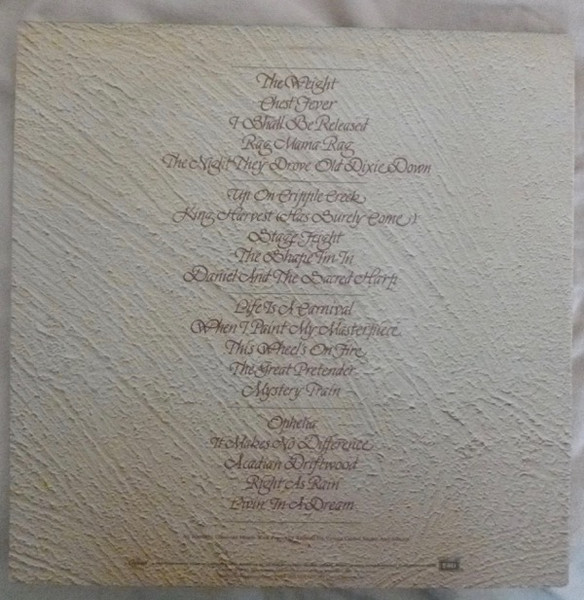 The Weight
Chest Fever
I Shall Be Released
Rag Mama Rag
The Night They Drove Old Dixie Down
Up On Cripple Creek
King Harvest (Has Surely Come)
Stage Fright
The Shape I'm In
Daniel And The Sacred Harp
Life Is A Carnival
When I Paint My Masterpiece
This Wheel's On Fire
The Great Pretender
Mystery Train
Ophelia
It Makes No Difference
Acadian Driftwood
Right As Rain
Livin' In A Dream
EMI